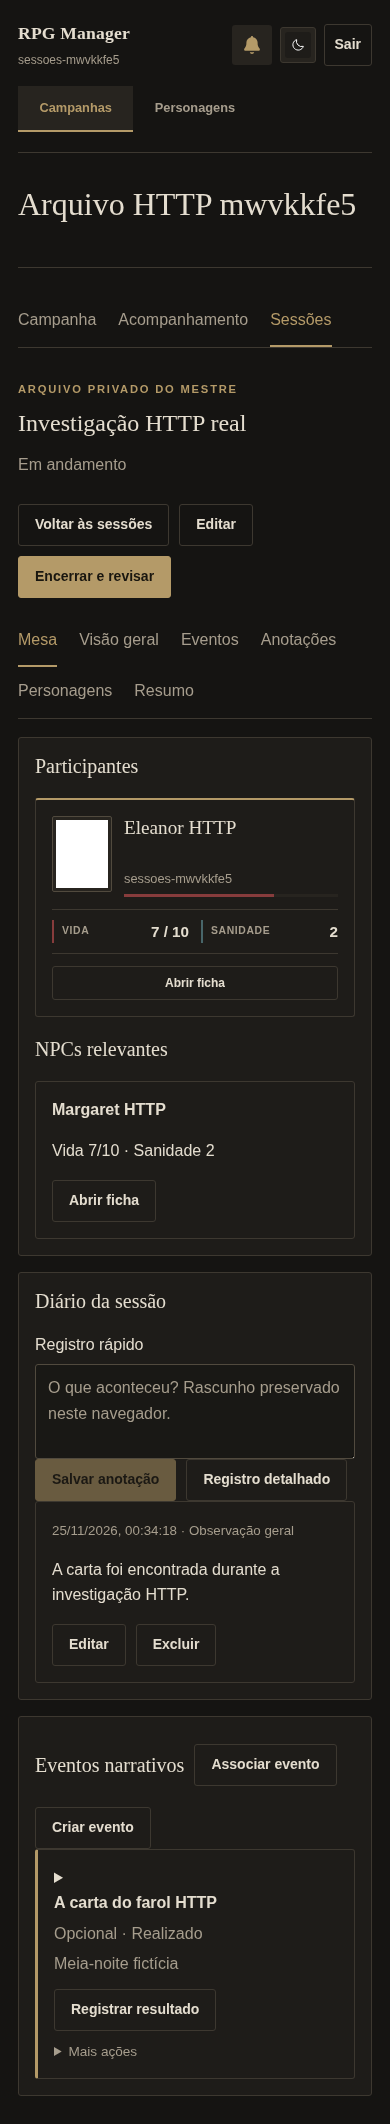 RPG Manager
sessoes-mwvkkfe5
Sair
Campanhas
Personagens
Arquivo HTTP mwvkkfe5
Campanha
Acompanhamento
Sessões
ARQUIVO PRIVADO DO MESTRE
Investigação HTTP real
Em andamento
Voltar às sessões
Editar
Encerrar e revisar
Mesa
Visão geral
Eventos
Anotações
Personagens
Resumo
Participantes
Eleanor HTTP
sessoes-mwvkkfe5
VIDA
7 / 10
SANIDADE
2
Abrir ficha
NPCs relevantes
Margaret HTTP
Vida 7/10 · Sanidade 2
Abrir ficha
Diário da sessão
Registro rápido
O que aconteceu? Rascunho preservado
neste navegador.
Salvar anotação
Registro detalhado
25/11/2026, 00:34:18 · Observação geral
A carta foi encontrada durante a
investigação HTTP.
Editar
Excluir
Eventos narrativos
Associar evento
Criar evento
A carta do farol HTTP
Opcional · Realizado
Meia-noite fictícia
Registrar resultado
Mais ações